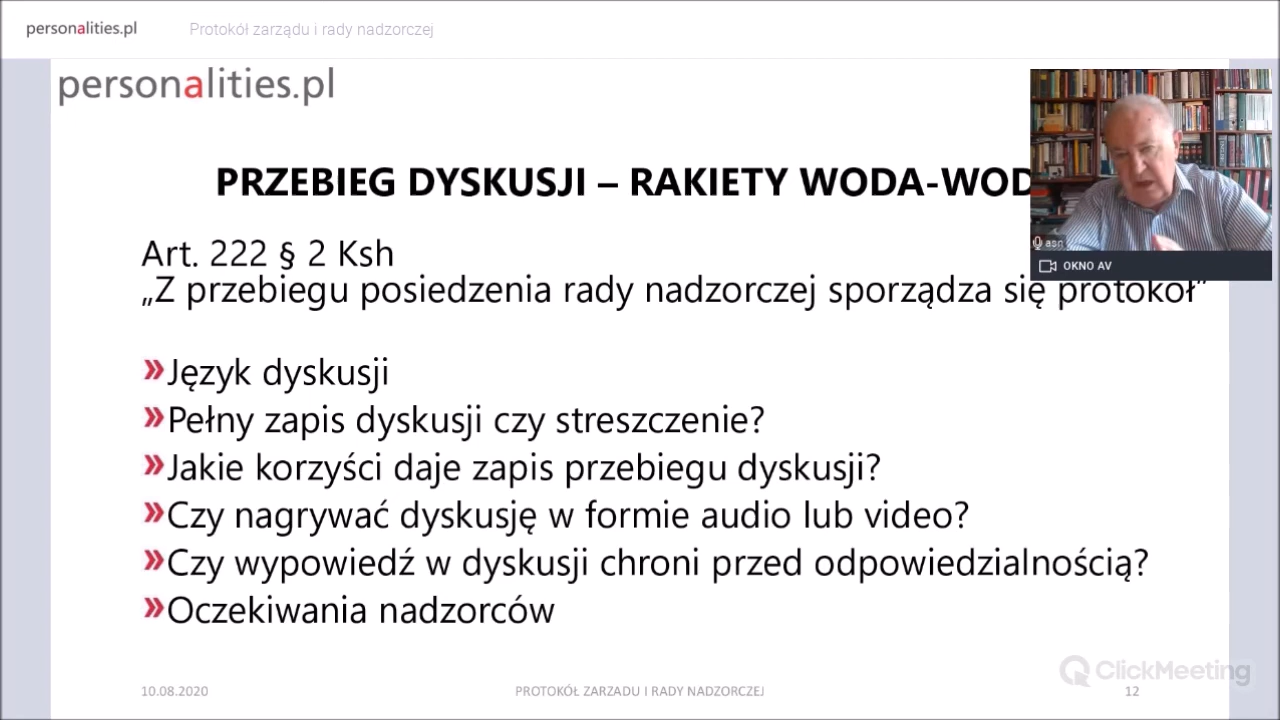 personalities.pl
Protokół zarządu i rady nadzorczej
personalities.pl
PRZEBIEG DYSKUSJI – RAKIETY WODA-WOD
Art. 222 § 2 Ksh
„Z przebiegu posiedzenia rady nadzorczej sporządza się protokół”
»Język dyskusji
»Pełny zapis dyskusji czy streszczenie?
»Jakie korzyści daje zapis przebiegu dyskusji?
»Czy nagrywać dyskusję w formie audio lub video?
»Czy wypowiedź w dyskusji chroni przed odpowiedzialnością?
»Oczekiwania nadzorców
asn
OKNO AV
ClickMeeting
10.08.2020
PROTOKÓŁ ZARZADU I RADY NADZORCZEJ
12